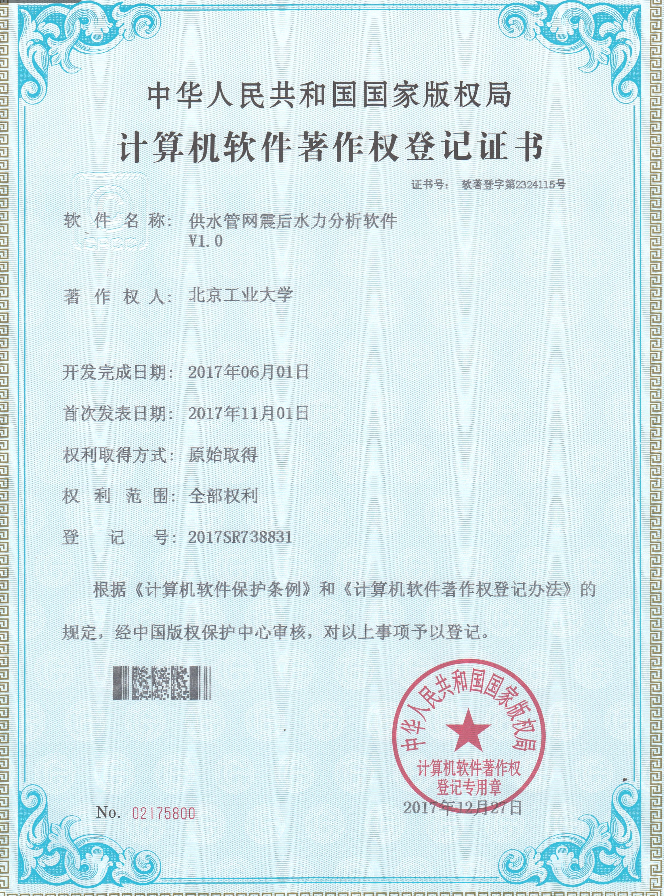 中华人民共和国国家版权局
计算机软件著作权登记证书
证书号： 软著登字第2324115号
软件名称： 供水管网震后水力分析软件
V1.0
著作权人： 北京工业大学
开发完成日期： 2017年06月01日
首次发表日期： 2017年11月01日
权利取得方式： 原始取得
权利范围： 全部权利
登记号： 2017SR738831
根据《计算机软件保护条例》和《计算机软件著作权登记办法》的
规定，经中国版权保护中心审核，对以上事项予以登记。
中华人民共和国国家版权局
计算机软件著作权
登记专用章
2017年12月27日
No. 02175800